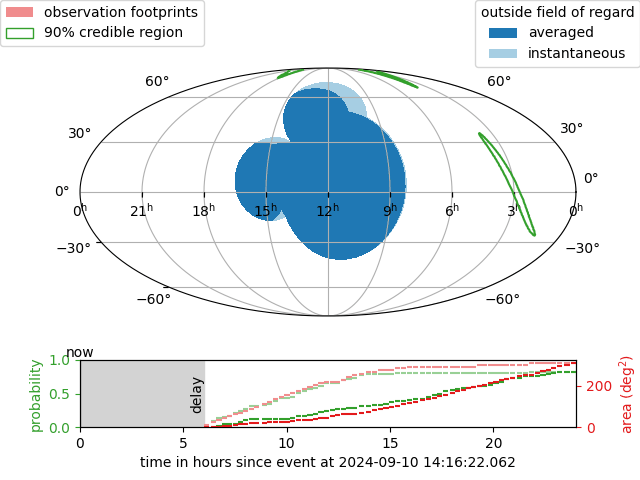 observation footprints
90% credible region
outside field of regard
averaged
instantaneous
60° 60°
30° 30°
0° 0°
0h 21h 18h 15h 12h 9h 6h 3h 0h
−30° −30°
−60° −60°
now
1.0
0.5
0.0
probability
delay
200
0
area (deg²)
0 5 10 15 20
time in hours since event at 2024-09-10 14:16:22.062